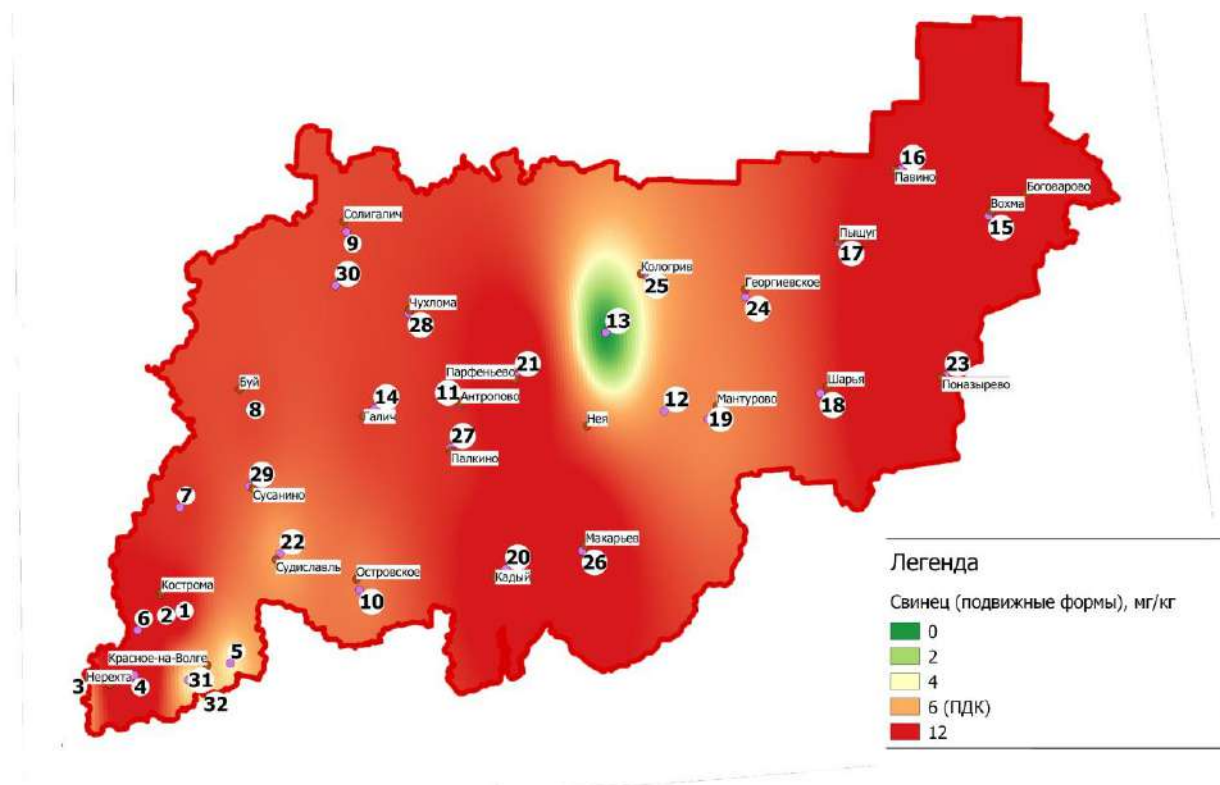 16
Павино
Боговарово
Вохма
15
Солигалич
9
Пыщуг
17
30
Кологрив
25
Георгиевское
24
Чухлома
28
13
21
Парфеньево
23
Поназырево
Буй
8
14
Галич
11
Антропово
12
Мантурово
19
Шарья
18
Нея
27
Палкино
29
Сусанино
7
22
Судиславль
Островское
10
20
Кадый
Макарьев
26
Кострома
6
2
1
Красное-на-Волге
5
3
Нерехта
4
31
32
Легенда
Свинец (подвижные формы), мг/кг
0
2
4
6 (ПДК)
12